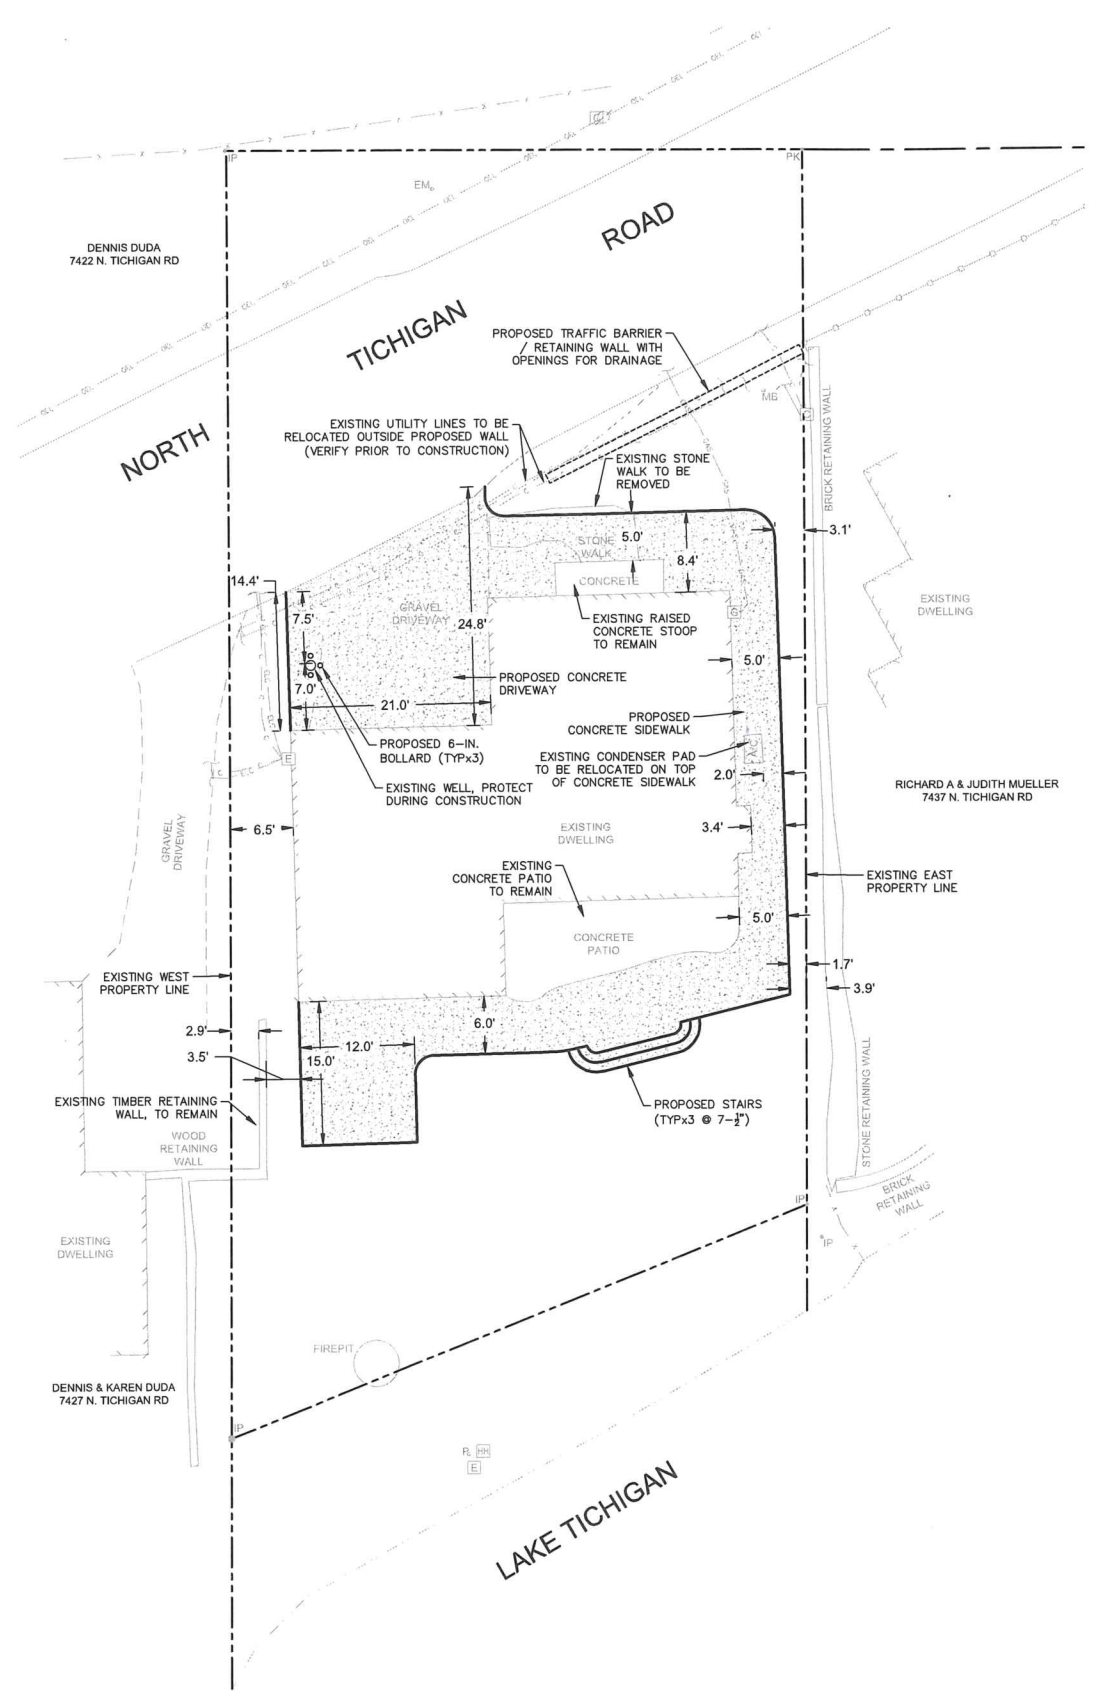 IP
PK
EM
DENNIS DUDA
7422 N. TICHIGAN RD
NORTH
TICHIGAN
ROAD
PROPOSED TRAFFIC BARRIER
/ RETAINING WALL WITH
OPENINGS FOR DRAINAGE
MB
EXISTING UTILITY LINES TO BE
RELOCATED OUTSIDE PROPOSED WALL
(VERIFY PRIOR TO CONSTRUCTION)
EXISTING STONE
WALK TO BE
REMOVED
BRICK RETAINING WALL
3.1'
5.0'
8.4'
STONE
WALK
CONCRETE
14.4'
7.5'
GRAVEL
DRIVEWAY
24.8'
EXISTING RAISED
CONCRETE STOOP
TO REMAIN
G
EXISTING
DWELLING
5.0'
7.0'
21.0'
PROPOSED CONCRETE
DRIVEWAY
PROPOSED
CONCRETE SIDEWALK
PROPOSED 6-IN.
BOLLARD (TYPx3)
E
EXISTING WELL, PROTECT
DURING CONSTRUCTION
EXISTING CONDENSER PAD
TO BE RELOCATED ON TOP
OF CONCRETE SIDEWALK
A/C
2.0'
RICHARD A & JUDITH MUELLER
7437 N. TICHIGAN RD
GRAVEL
DRIVEWAY
6.5'
EXISTING
DWELLING
3.4'
EXISTING
CONCRETE PATIO
TO REMAIN
EXISTING EAST
PROPERTY LINE
5.0'
CONCRETE
PATIO
EXISTING WEST
PROPERTY LINE
1.7'
3.9'
2.9'
3.5'
12.0'
15.0'
6.0'
EXISTING TIMBER RETAINING
WALL, TO REMAIN
WOOD
RETAINING
WALL
PROPOSED STAIRS
(TYPx3 @ 7-½")
STONE RETAINING WALL
BRICK
RETAINING
WALL
IP
IP
EXISTING
DWELLING
FIREPIT
DENNIS & KAREN DUDA
7427 N. TICHIGAN RD
IP
HH
E
LAKE TICHIGAN